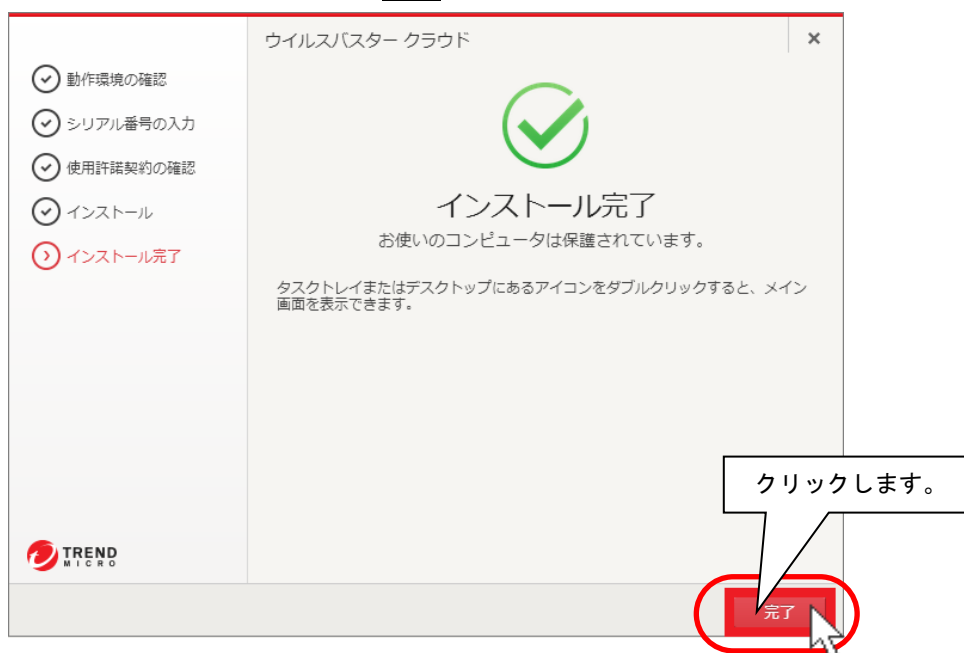 ウイルスバスター クラウド
動作環境の確認
シリアル番号の入力
使用許諾契約の確認
インストール
インストール完了
インストール完了
お使いのコンピュータは保護されています。
タスクトレイまたはデスクトップにあるアイコンをダブルクリックすると、メイン
画面を表示できます。
クリックします。
TREND
MICRO
完了